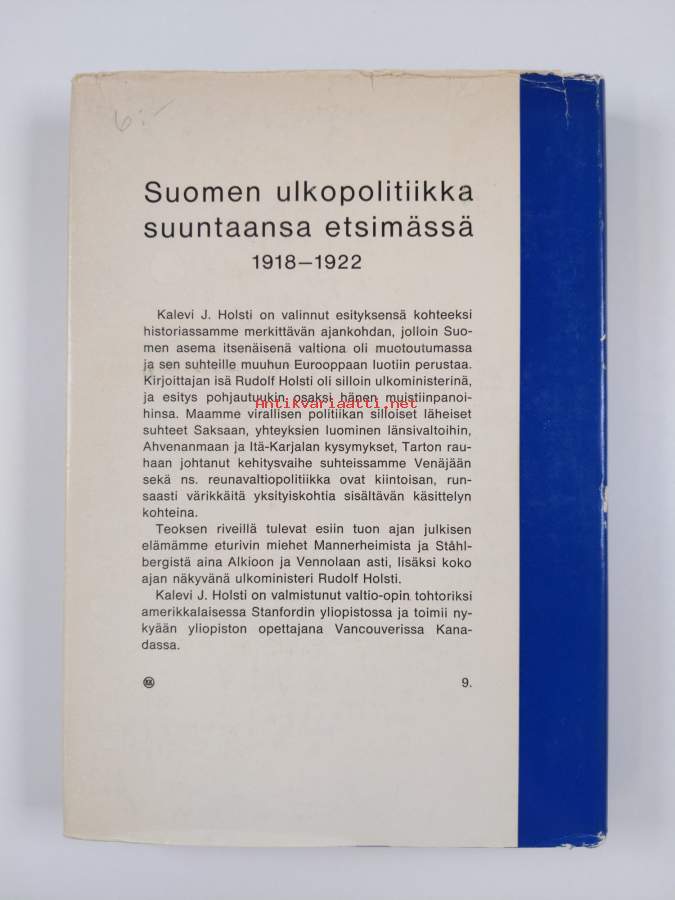 6:-
Suomen ulkopolitiikka
suuntaansa etsimässä
1918—1922
Kalevi J. Holsti on valinnut esityksensä kohteeksi
historiassamme merkittävän ajankohdan, jolloin Suo-
men asema itsenäisenä valtiona oli muotoutumassa
ja sen suhteille muuhun Eurooppaan luotiin perustaa.
Kirjoittajan isä Rudolf Holsti oli silloin ulkoministerinä,
ja esitys pohjautuukin osaksi hänen muistiinpanoi-
Antikvariaatti.net
hinsa. Maamme virallisen politiikan silloiset läheiset
suhteet Saksaan, yhteyksien luominen länsivaltoihin,
Ahvenanmaan ja Itä-Karjalan kysymykset, Tarton rau-
haan johtanut kehitysvaihe suhteissamme Venäjään
sekä ns. reunavaltiopolitiikka ovat kiintoisan, run-
saasti värikkäitä yksityiskohtia sisältävän käsittelyn
kohteina.
Teoksen riveillä tulevat esiin tuon ajan julkisen
elämämme eturivin miehet Mannerheimista ja Ståhl-
bergistä aina Alkioon ja Vennolaan asti, lisäksi koko
ajan näkyvänä ulkoministeri Rudolf Holsti.
Kalevi J. Holsti on valmistunut valtio-opin tohtoriksi
amerikkalaisessa Stanfordin yliopistossa ja toimii ny-
kyään yliopiston opettajana Vancouverissa Kana-
dassa.
9.